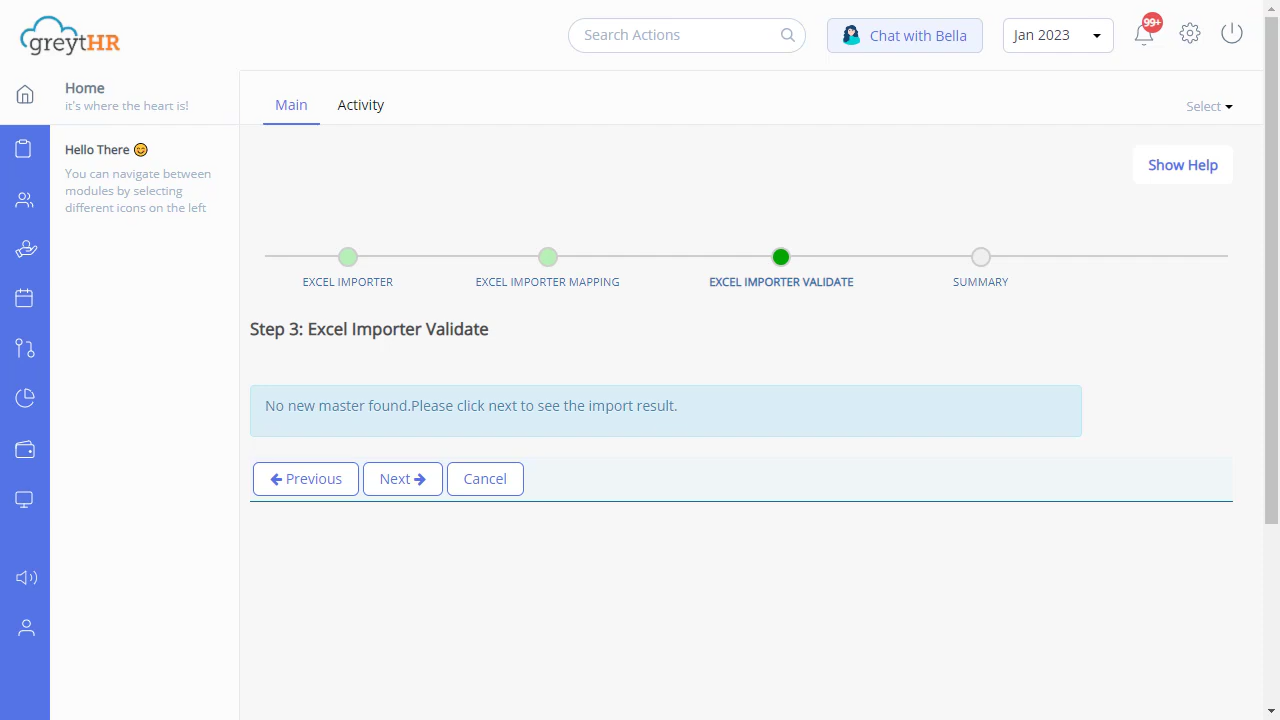 greytHR
Search Actions
Chat with Bella
Jan 2023
99+
Home
it's where the heart is!
Main
Activity
Select
Hello There
You can navigate between
modules by selecting
different icons on the left
Show Help
EXCEL IMPORTER
EXCEL IMPORTER MAPPING
EXCEL IMPORTER VALIDATE
SUMMARY
Step 3: Excel Importer Validate
No new master found.Please click next to see the import result.
Previous
Next
Cancel